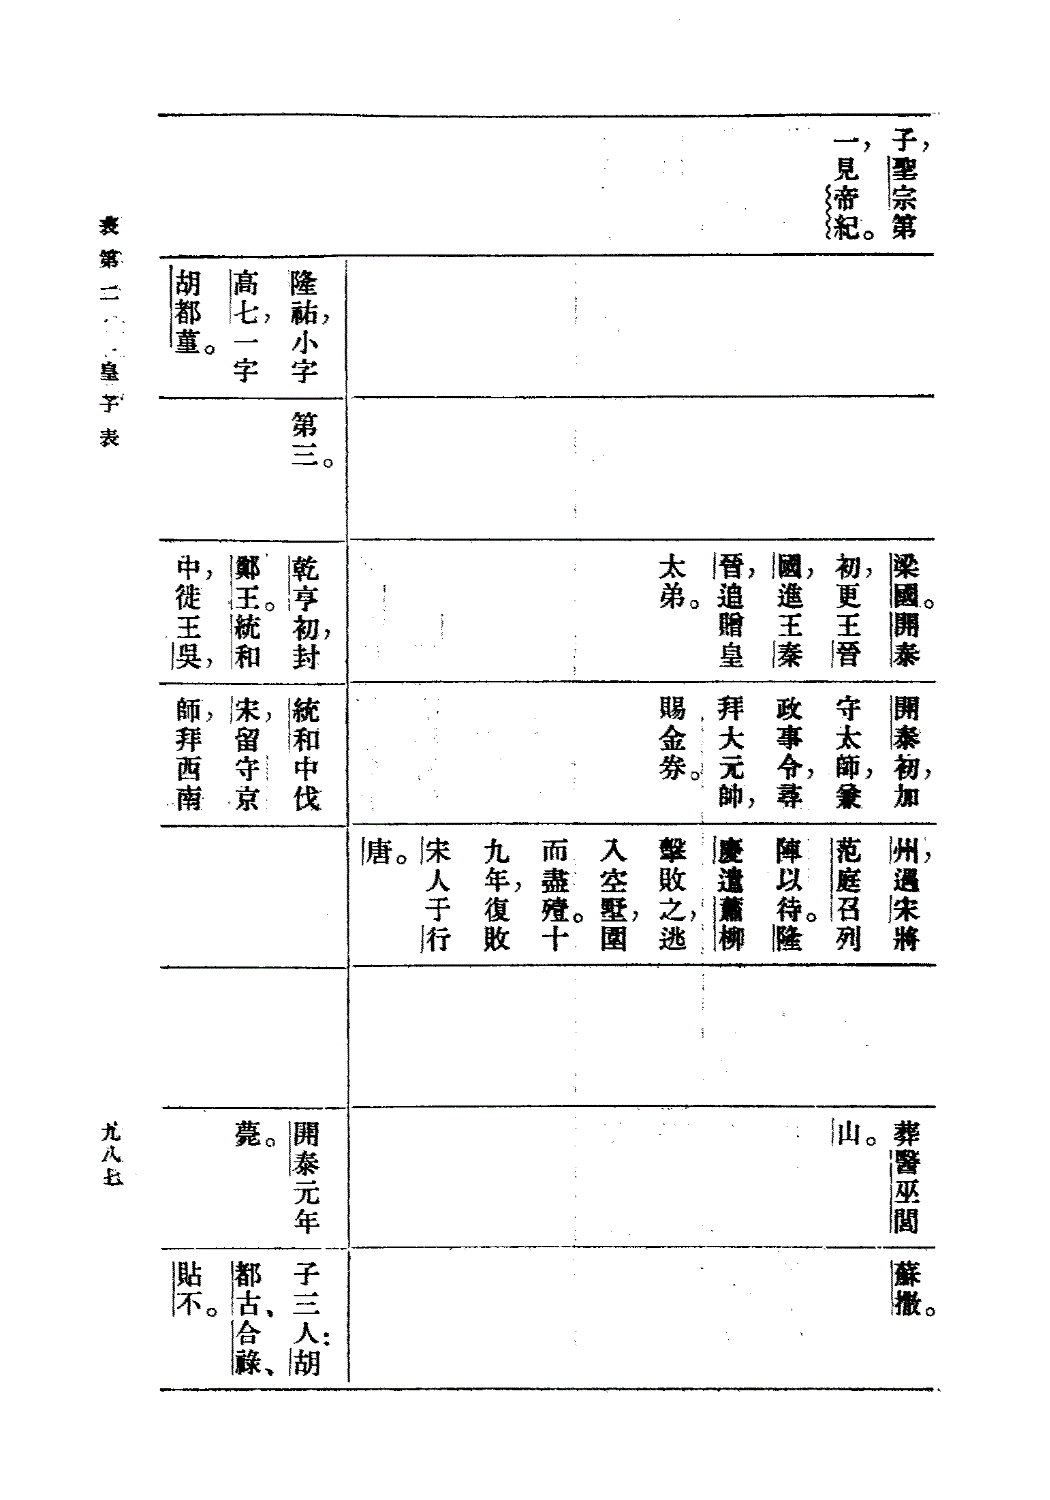 子，聖宗第
一，見帝紀。
梁國。開泰
初，更王晉
國，進王秦
晉，追贈皇
太弟。
開泰初，加
守太師，兼
政事令，尋
拜大元帥，
賜金券。
州，遇宋將
范庭召列
陣以待。隆
慶遣蕭柳
擊敗之，逃
入空墅，圍
而盡殪。十
九年，復敗
宋人于行
唐。
葬醫巫閭
山。
蘇撒。
隆祐，小字
高七，一字
胡都菫。
第三。
乾亨初，封
鄭王。統和
中，徙王吳，
統和中伐
宋，留守京
師，拜西南
開泰元年
薨。
子三人：胡
都古、合祿、
貼不。
表第二 皇子表
九八七